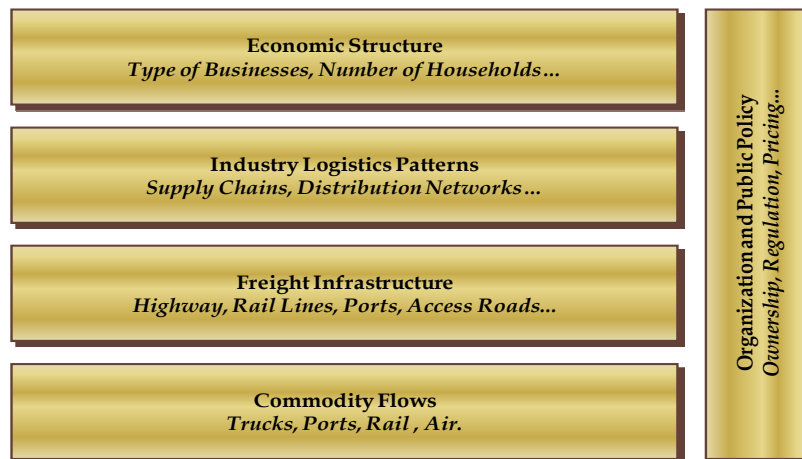 Economic Structure
Type of Businesses, Number of Households...
Industry Logistics Patterns
Supply Chains, Distribution Networks...
Freight Infrastructure
Highway, Rail Lines, Ports, Access Roads...
Commodity Flows
Trucks, Ports, Rail , Air.
Organization and Public Policy
Ownership, Regulation, Pricing...